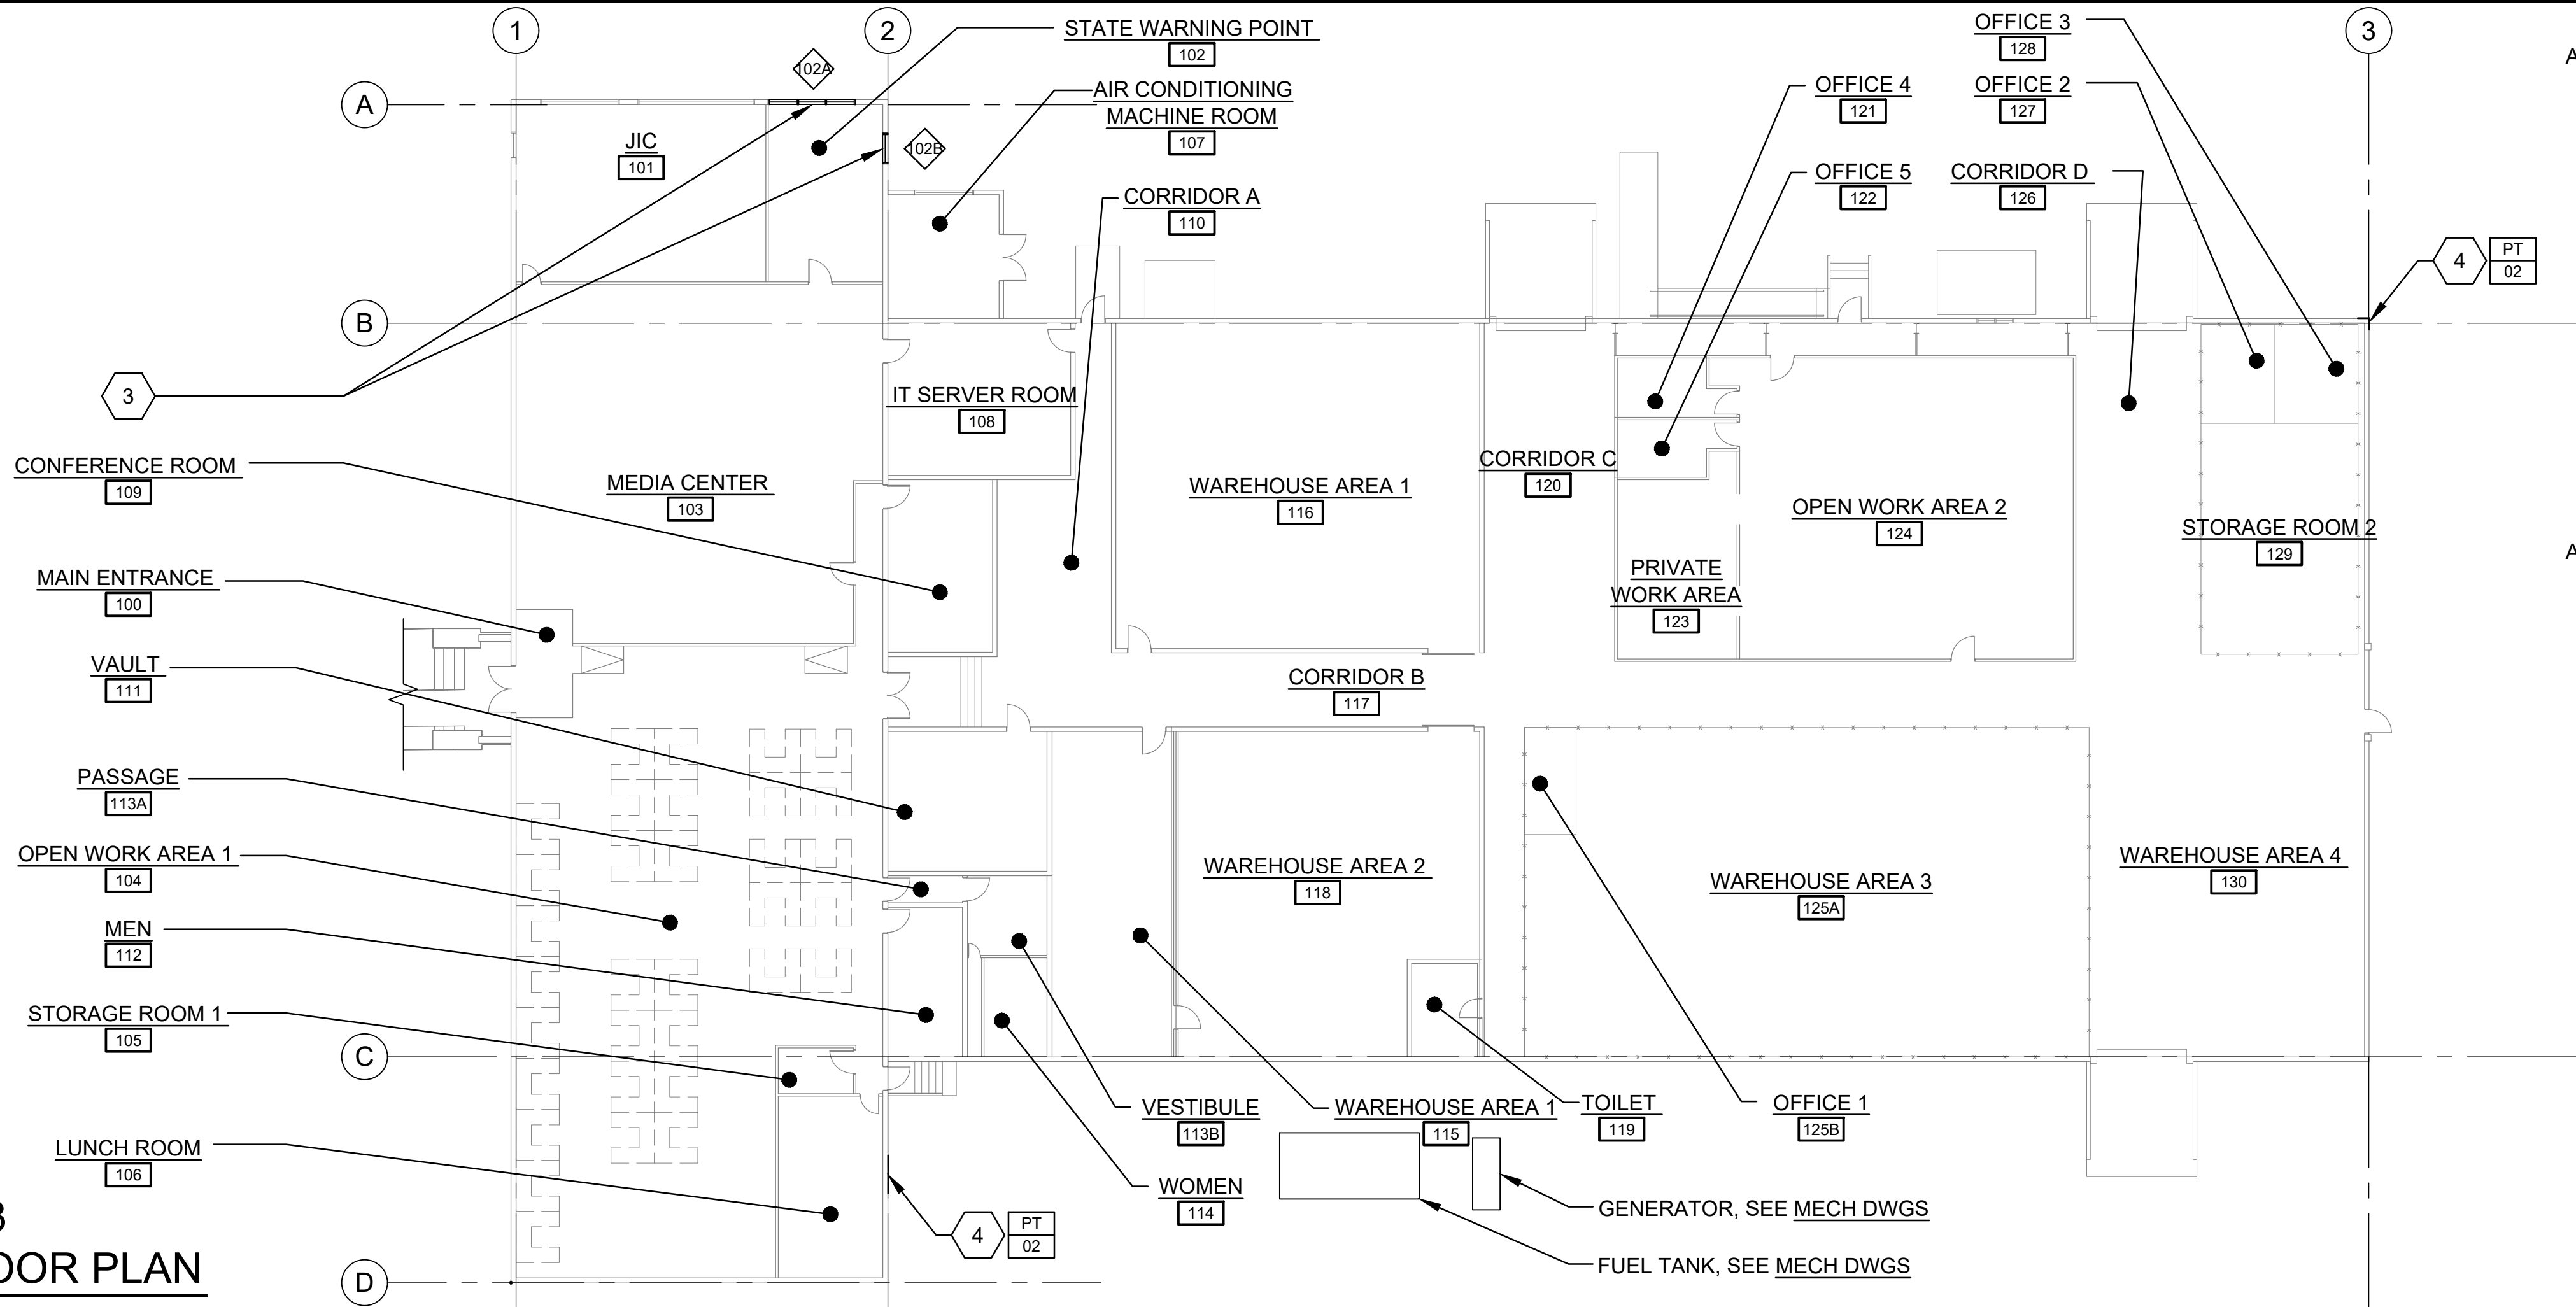 1
2
3
STATE WARNING POINT
102
OFFICE 3
128
A
102A
A
AIR CONDITIONING
MACHINE ROOM
107
OFFICE 4
121
OFFICE 2
127
JIC
101
102B
CORRIDOR A
110
OFFICE 5
122
CORRIDOR D
126
4
PT
02
B
3
IT SERVER ROOM
108
CONFERENCE ROOM
109
MEDIA CENTER
103
WAREHOUSE AREA 1
116
CORRIDOR C
120
OPEN WORK AREA 2
124
STORAGE ROOM 2
129
A
MAIN ENTRANCE
100
PRIVATE
WORK AREA
123
VAULT
111
CORRIDOR B
117
PASSAGE
113A
OPEN WORK AREA 1
104
WAREHOUSE AREA 2
118
WAREHOUSE AREA 3
125A
WAREHOUSE AREA 4
130
MEN
112
STORAGE ROOM 1
105
C
VESTIBULE
113B
WAREHOUSE AREA 1
115
TOILET
119
OFFICE 1
125B
LUNCH ROOM
106
WOMEN
114
4
PT
02
GENERATOR, SEE MECH DWGS
FUEL TANK, SEE MECH DWGS
OOR PLAN
D